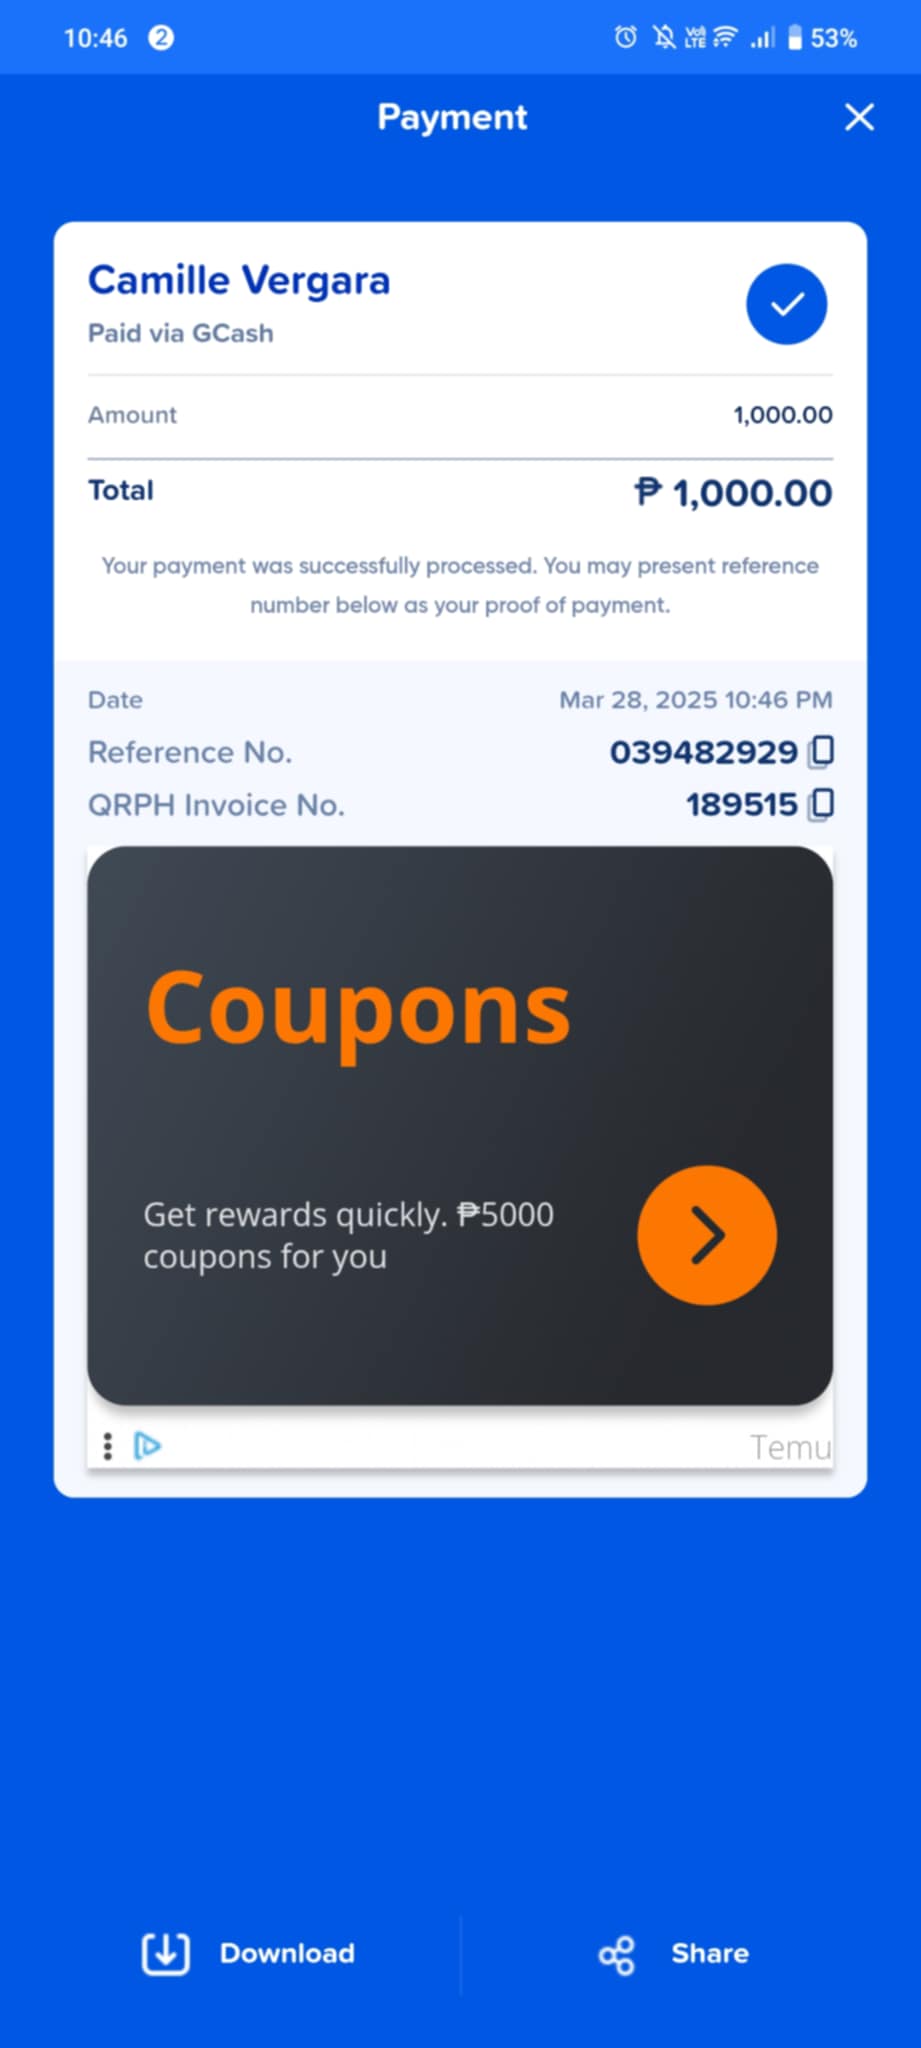 10:46 2 Vo) LTE 53%
Payment
Camille Vergara
Paid via GCash
Amount 1,000.00
Total ₱ 1,000.00
Your payment was successfully processed. You may present reference
number below as your proof of payment.
Date Mar 28, 2025 10:46 PM
Reference No. 039482929
QRPH Invoice No. 189515
Coupons
Get rewards quickly. ₱5000
coupons for you
Temu
Download Share